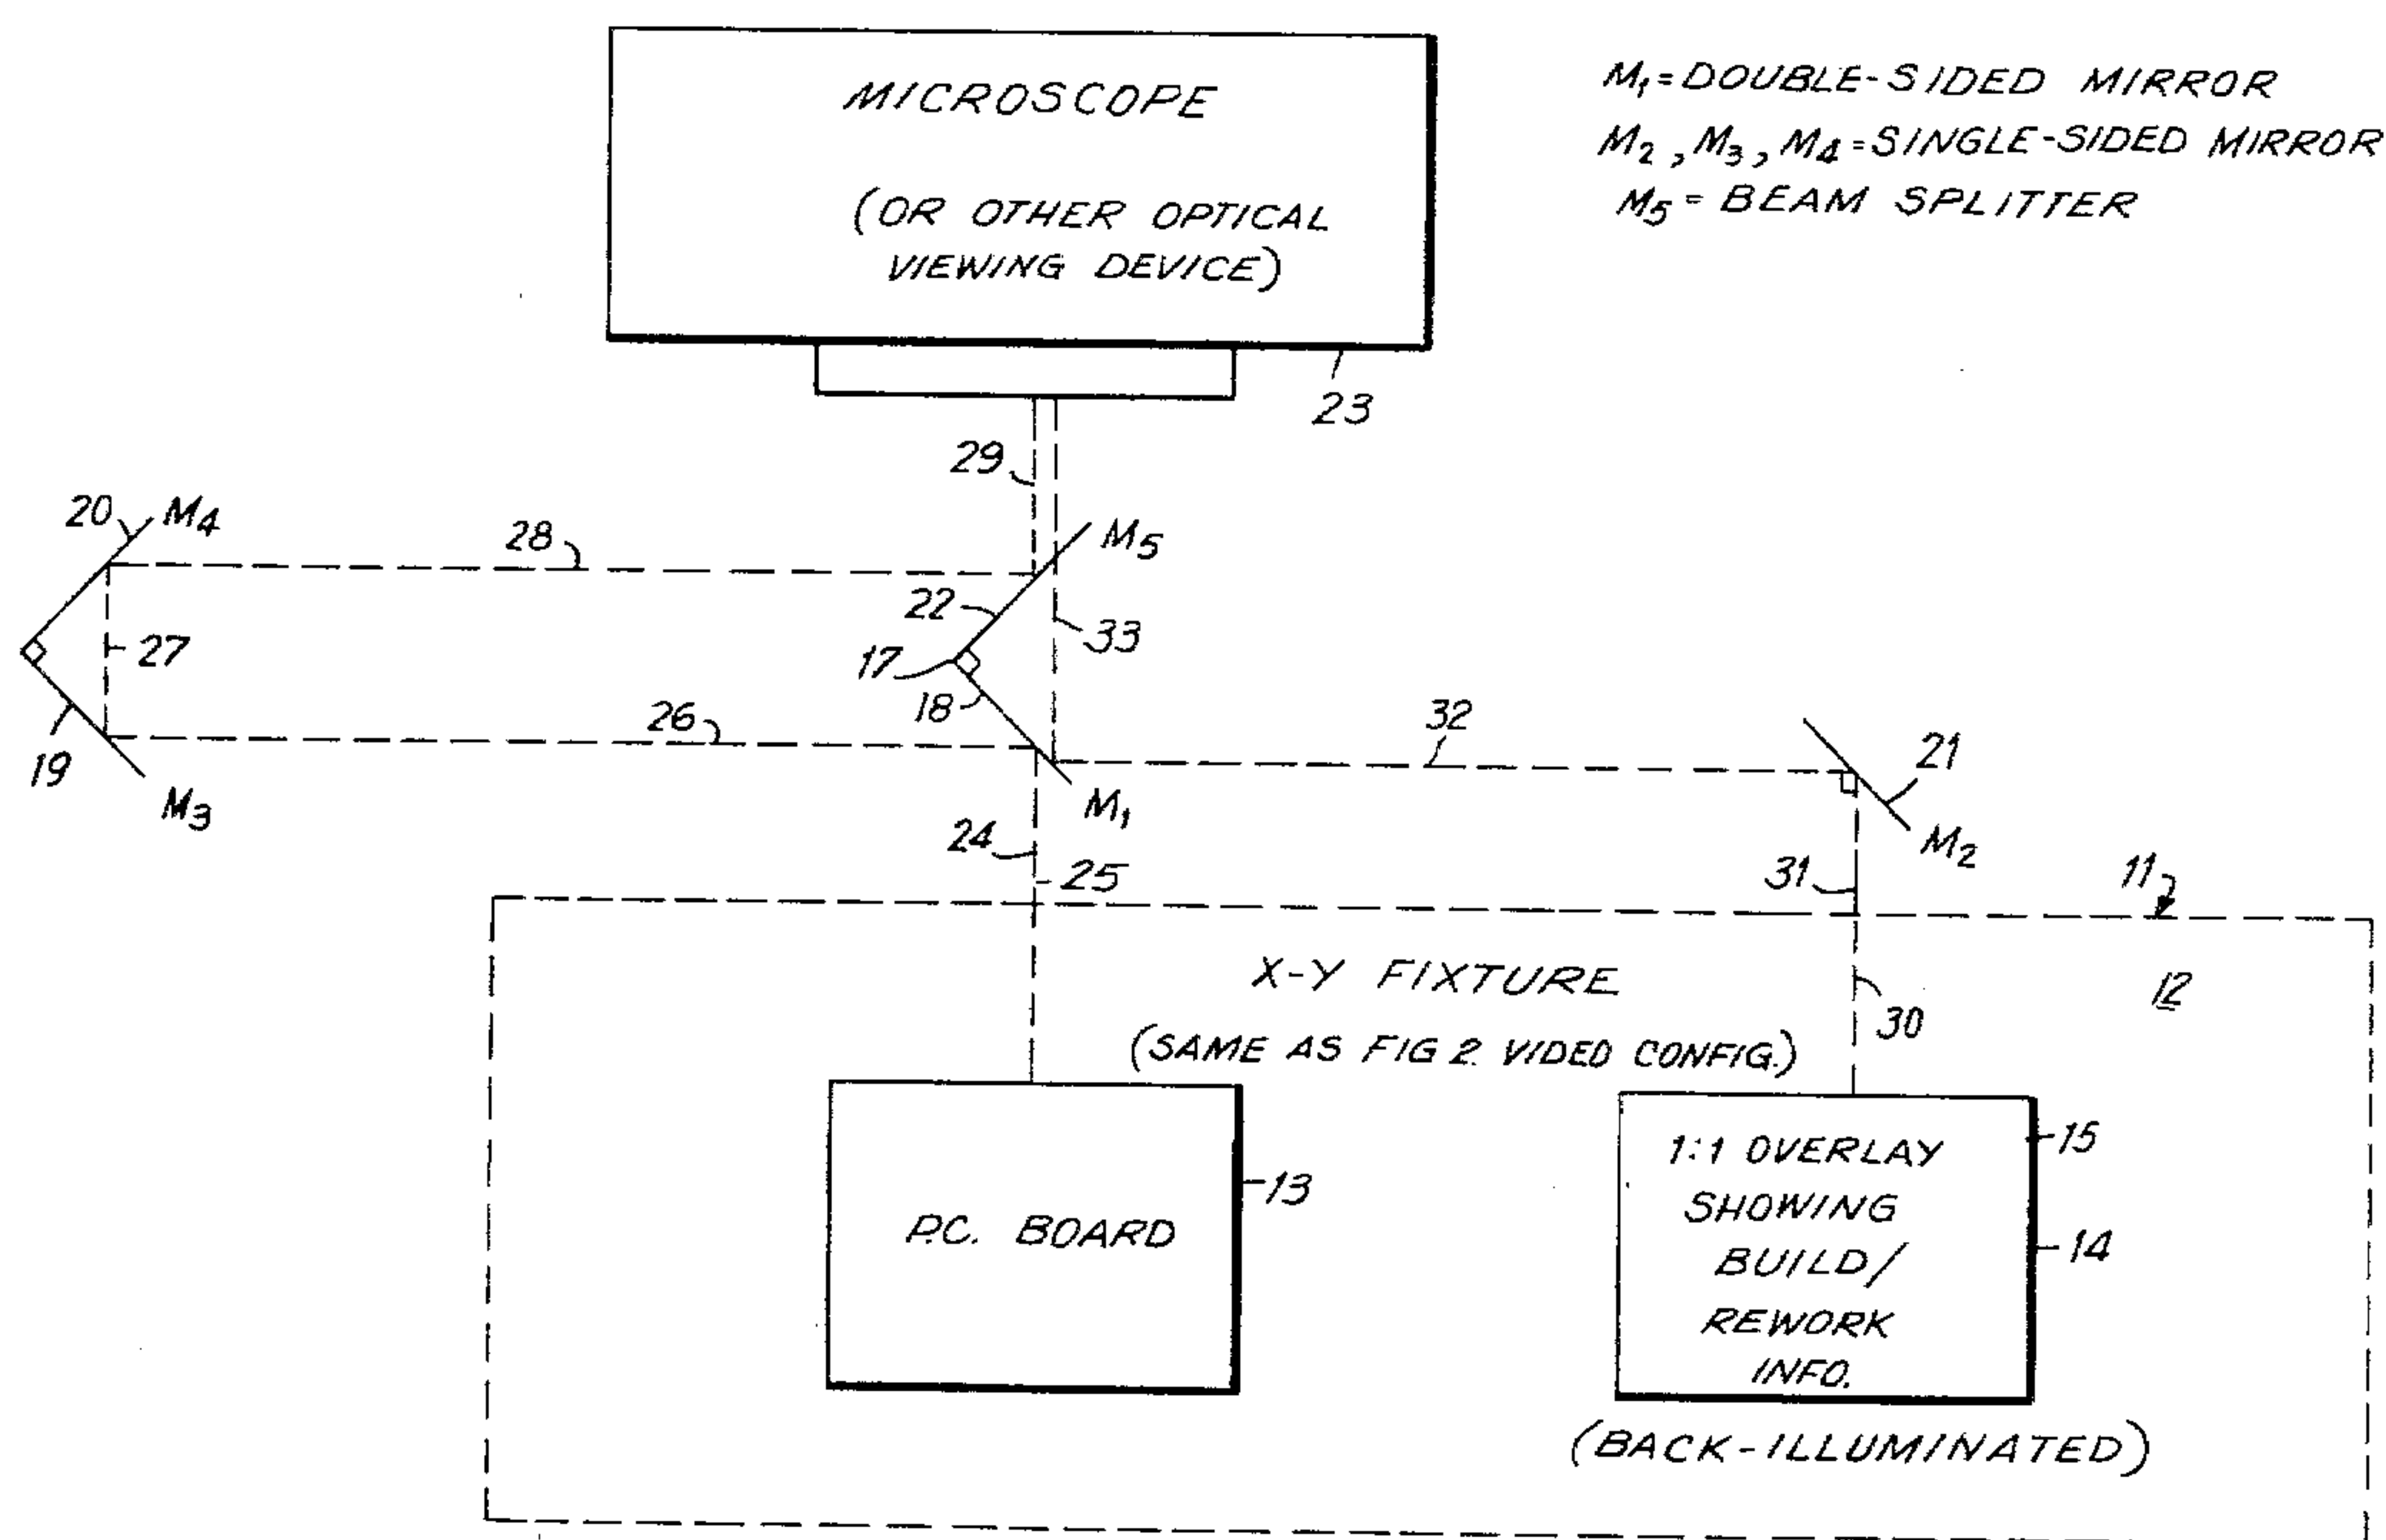 MICROSCOPE
(OR OTHER OPTICAL
VIEWING DEVICE)
M1 = DOUBLE-SIDED MIRROR
M2, M3, M4 = SINGLE-SIDED MIRROR
M5 = BEAM SPLITTER
23
29
20
M4
28
M5
22
33
27
17
18
26
32
21
19
M3
M1
24
M2
25
31
11
X-Y FIXTURE
12
30
(SAME AS FIG 2 VIDEO CONFIG.)
1:1 OVERLAY
SHOWING
BUILD/
REWORK
INFO.
15
13
14
P.C. BOARD
(BACK-ILLUMINATED)